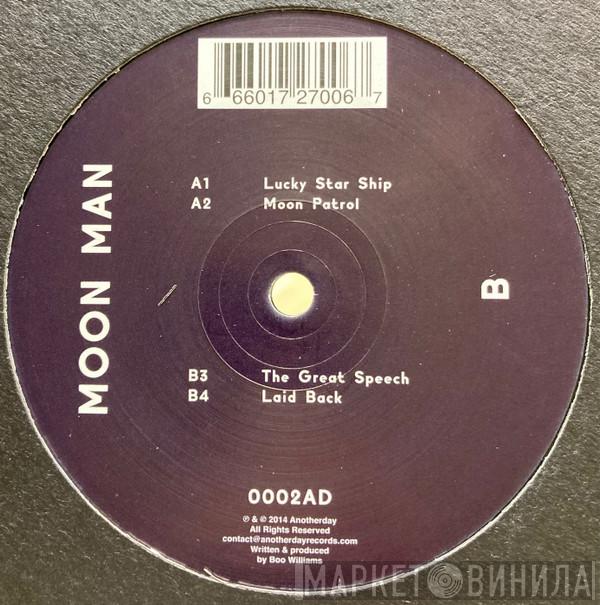 6 66017 27006 7
A1 Lucky Star Ship
A2 Moon Patrol
MOON MAN
B
B3 The Great Speech
B4 Laid Back
0002AD
℗ & © 2014 Anotherday
All Rights Reserved
contact@anotherdayrecords.com
Written & produced
by Boo Williams
МАРКЕТ ВИНИЛА